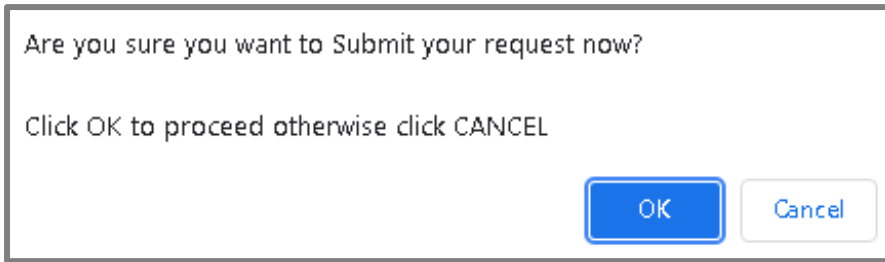 Are you sure you want to Submit your request now?
Click OK to proceed otherwise click CANCEL
OK Cancel